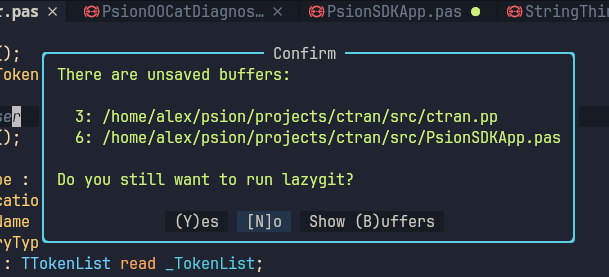 r.pas × PsionOOCatDiagnos... × PsionSDKApp.pas ● StringThin
();
Confirm
There are unsaved buffers:
Token
3: /home/alex/psion/projects/ctran/src/ctran.pp
ser
6: /home/alex/psion/projects/ctran/src/PsionSDKApp.pas
();
Do you still want to run lazygit?
pe :
catio
Name
(Y)es [N]o Show (B)uffers
ryTyp
: TTokenList read _TokenList;